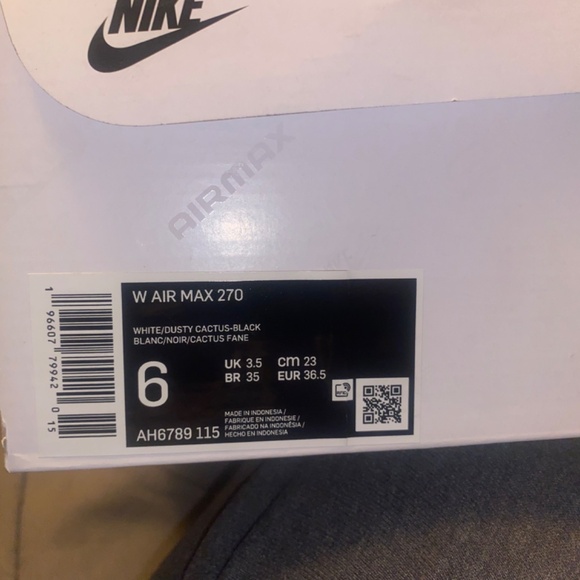 NIKE
AIRMAX
W AIR MAX 270
WHITE/DUSTY CACTUS-BLACK
BLANC/NOIR/CACTUS FANE
6
UK 3.5
cm 23
BR 35
EUR 36.5
AH6789 115
MADE IN INDONESIA /
FABRIQUE EN INDONESIE /
FABRICADO NA INDONÉSIA /
HECHO EN INDONESIA
1 96607 79942 0 15